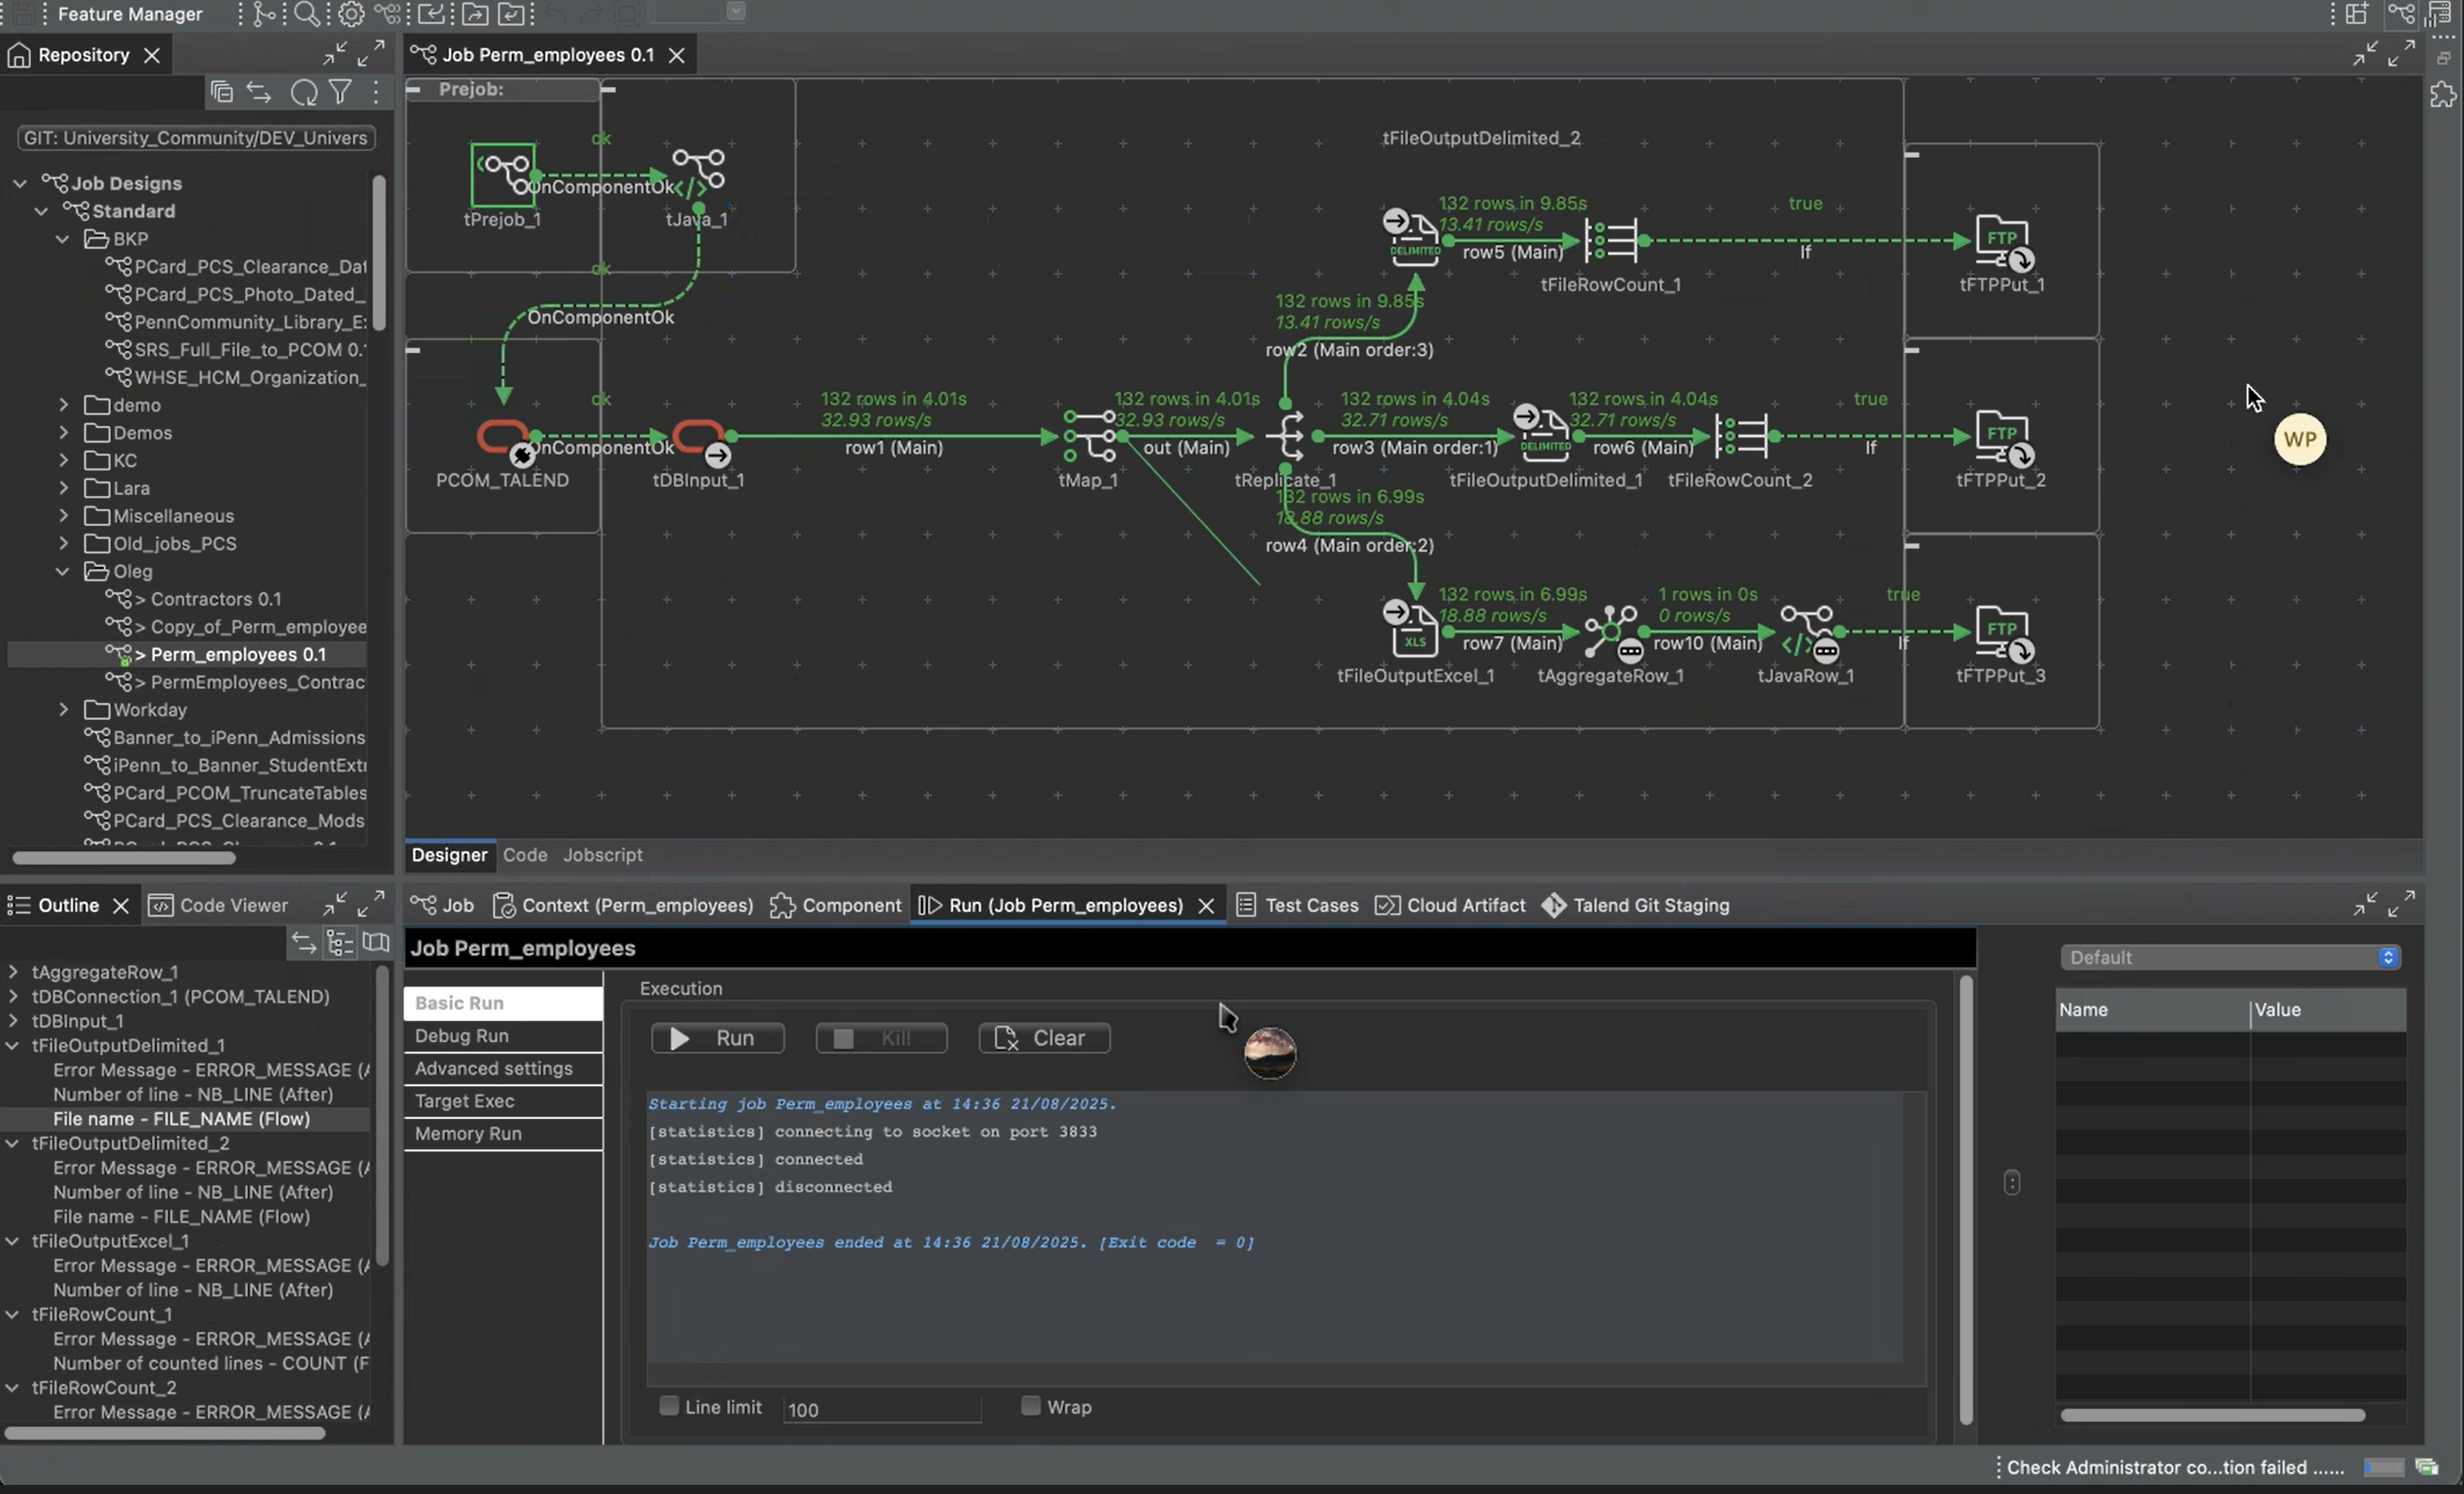 Feature Manager
Repository
GIT: University_Community/DEV_Univers
Job Designs
Standard
BKP
PCard_PCS_Clearance_Dat
PCard_PCS_Photo_Dated_
PennCommunity_Library_E
SRS_Full_File_to_PCOM 0.
WHSE_HCM_Organization_
demo
Demos
KC
Lara
Miscellaneous
Old_jobs_PCS
Oleg
> Contractors 0.1
> Copy_of_Perm_employee
> Perm_employees 0.1
> PermEmployees_Contrac
Workday
Banner_to_iPenn_Admissions
iPenn_to_Banner_StudentExt
PCard_PCOM_TruncateTables
PCard_PCS_Clearance_Mods
Job Perm_employees 0.1
Prejob:
ok
OnComponentOk
tPrejob_1
tJava_1
ok
OnComponentOk
ok
OnComponentOk
PCOM_TALEND
tDBInput_1
132 rows in 4.01s
32.93 rows/s
row1 (Main)
tMap_1
132 rows in 4.01s
32.93 rows/s
out (Main)
tReplicate_1
tFileOutputDelimited_2
DELIMITED
132 rows in 9.85s
13.41 rows/s
row5 (Main)
tFileRowCount_1
true
If
FTP
tFTPPut_1
132 rows in 9.85s
13.41 rows/s
row2 (Main order:3)
132 rows in 4.04s
32.71 rows/s
row3 (Main order:1)
DELIMITED
tFileOutputDelimited_1
132 rows in 4.04s
32.71 rows/s
row6 (Main)
tFileRowCount_2
true
If
FTP
tFTPPut_2
WP
132 rows in 6.99s
18.88 rows/s
row4 (Main order:2)
XLS
tFileOutputExcel_1
132 rows in 6.99s
18.88 rows/s
row7 (Main)
tAggregateRow_1
1 rows in 0s
0 rows/s
row10 (Main)
tJavaRow_1
true
If
FTP
tFTPPut_3
Designer Code Jobscript
Outline Code Viewer
tAggregateRow_1
tDBConnection_1 (PCOM_TALEND)
tDBInput_1
tFileOutputDelimited_1
Error Message - ERROR_MESSAGE (A
Number of line - NB_LINE (After)
File name - FILE_NAME (Flow)
tFileOutputDelimited_2
Error Message - ERROR_MESSAGE (A
Number of line - NB_LINE (After)
File name - FILE_NAME (Flow)
tFileOutputExcel_1
Error Message - ERROR_MESSAGE (A
Number of line - NB_LINE (After)
tFileRowCount_1
Error Message - ERROR_MESSAGE (A
Number of counted lines - COUNT (F
tFileRowCount_2
Error Message - ERROR_MESSAGE (A
Job Context (Perm_employees) Component Run (Job Perm_employees) Test Cases Cloud Artifact Talend Git Staging
Job Perm_employees
Basic Run
Debug Run
Advanced settings
Target Exec
Memory Run
Execution
Run Kill Clear
Starting job Perm_employees at 14:36 21/08/2025.
[statistics] connecting to socket on port 3833
[statistics] connected
[statistics] disconnected
Job Perm_employees ended at 14:36 21/08/2025. [Exit code  = 0]
Line limit 100 Wrap
Default
Name Value
Check Administrator co...tion failed ......